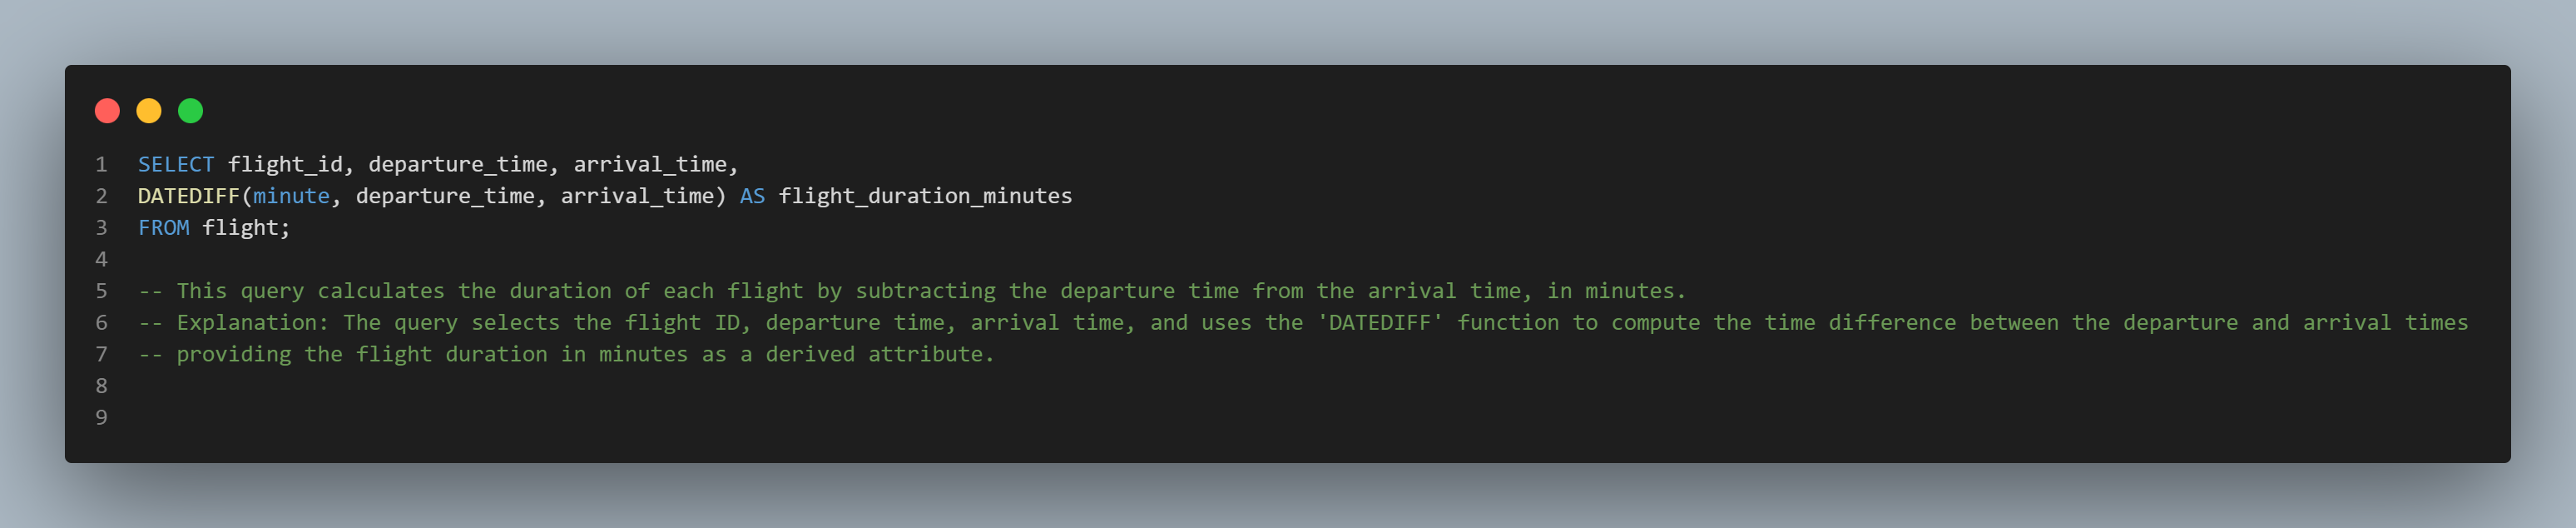 1 SELECT flight_id, departure_time, arrival_time,
2 DATEDIFF(minute, departure_time, arrival_time) AS flight_duration_minutes
3 FROM flight;
4
5 -- This query calculates the duration of each flight by subtracting the departure time from the arrival time, in minutes.
6 -- Explanation: The query selects the flight ID, departure time, arrival time, and uses the 'DATEDIFF' function to compute the time difference between the departure and arrival times
7 -- providing the flight duration in minutes as a derived attribute.
8
9